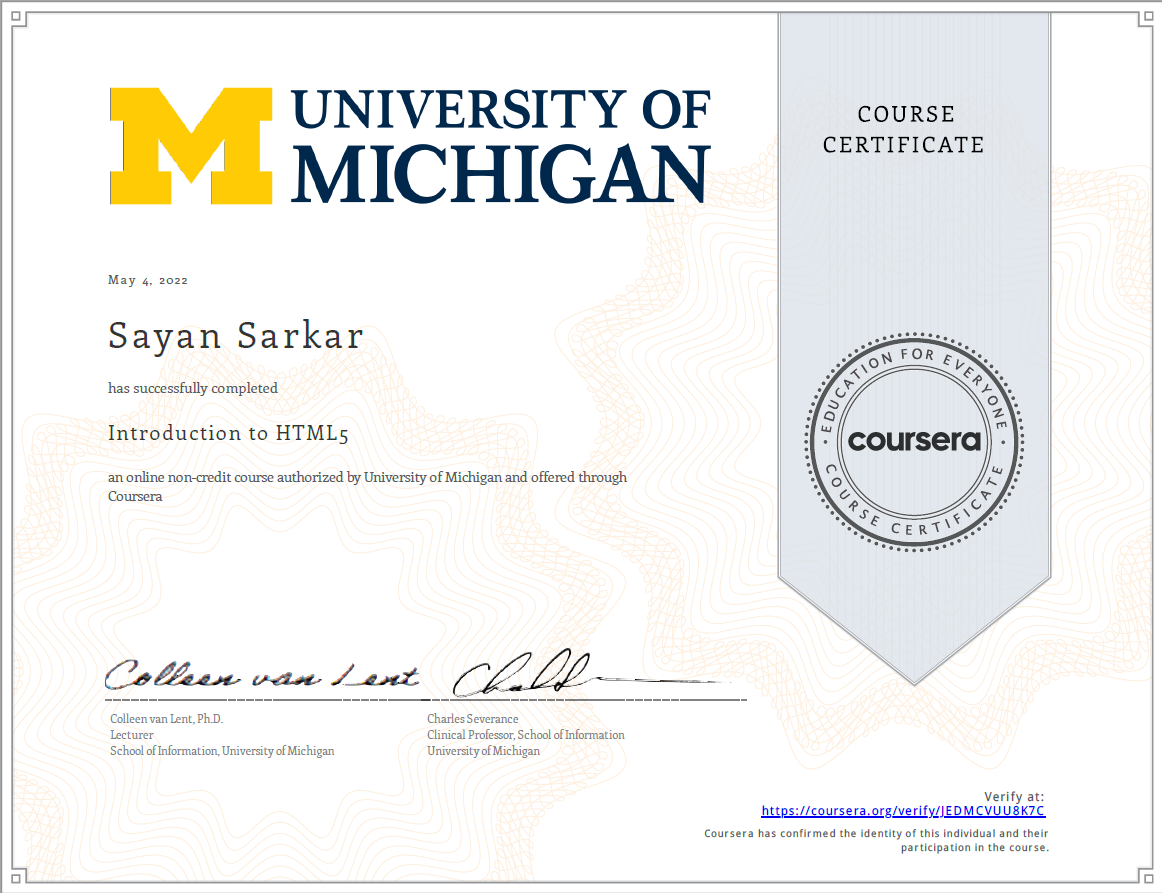 UNIVERSITY OF
MICHIGAN
COURSE
CERTIFICATE
May 4, 2022
Sayan Sarkar
has successfully completed
Introduction to HTML5
an online non-credit course authorized by University of Michigan and offered through
Coursera
EDUCATION FOR EVERYONE
coursera
COURSE CERTIFICATE
Colleen van Lent
Colleen van Lent, Ph.D.
Lecturer
School of Information, University of Michigan
Charles Severance
Clinical Professor, School of Information
University of Michigan
Verify at:
https://coursera.org/verify/JEDMCVUU8K7C
Coursera has confirmed the identity of this individual and their
participation in the course.